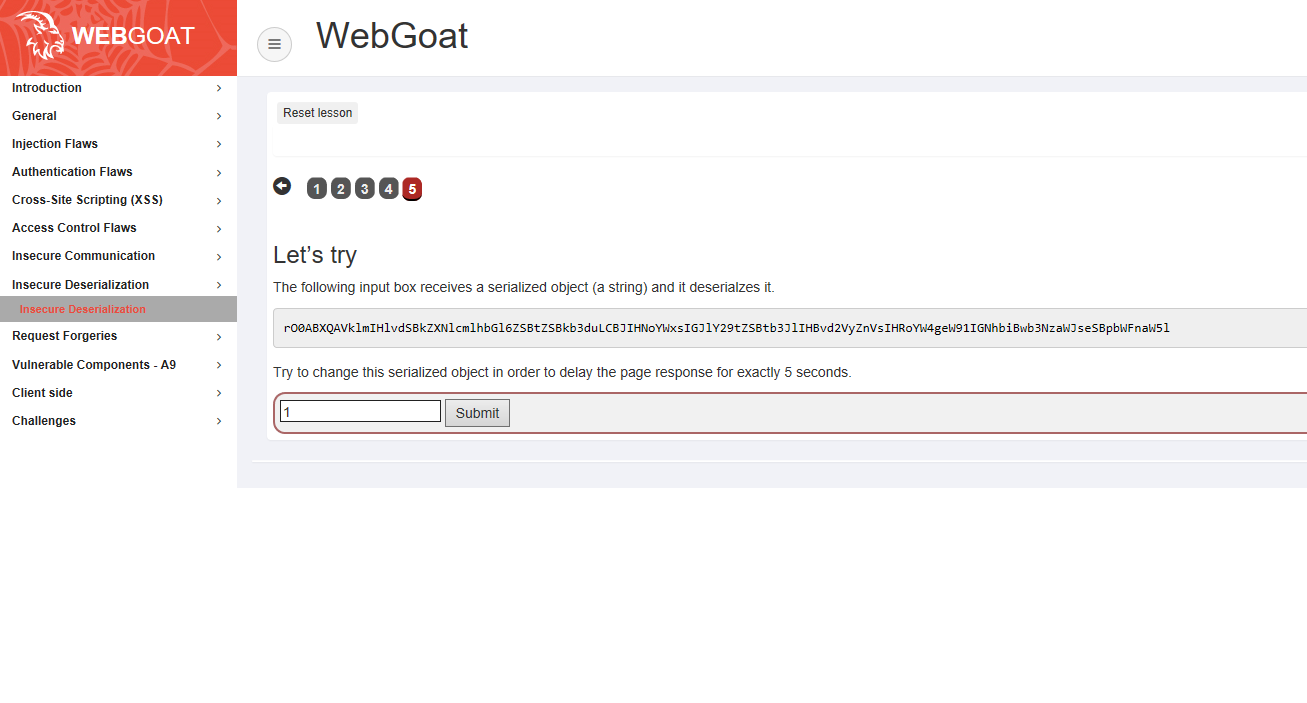 WEBGOAT
WebGoat
Introduction
General
Injection Flaws
Authentication Flaws
Cross-Site Scripting (XSS)
Access Control Flaws
Insecure Communication
Insecure Deserialization
Insecure Deserialization
Request Forgeries
Vulnerable Components - A9
Client side
Challenges
Reset lesson
1 2 3 4 5
Let's try
The following input box receives a serialized object (a string) and it deserialzes it.
rO0ABXQAVklmIHlvdSBkZXNlcmlhbGl6ZSBtZSBkb3duLCBJIHNoYWxsIGJlY29tZSBtb3JlIHBvd2VyZnVsIHRoYW4geW91IGNhbiBwb3NzaWJseSBpbWFnaW5l
Try to change this serialized object in order to delay the page response for exactly 5 seconds.
1 Submit